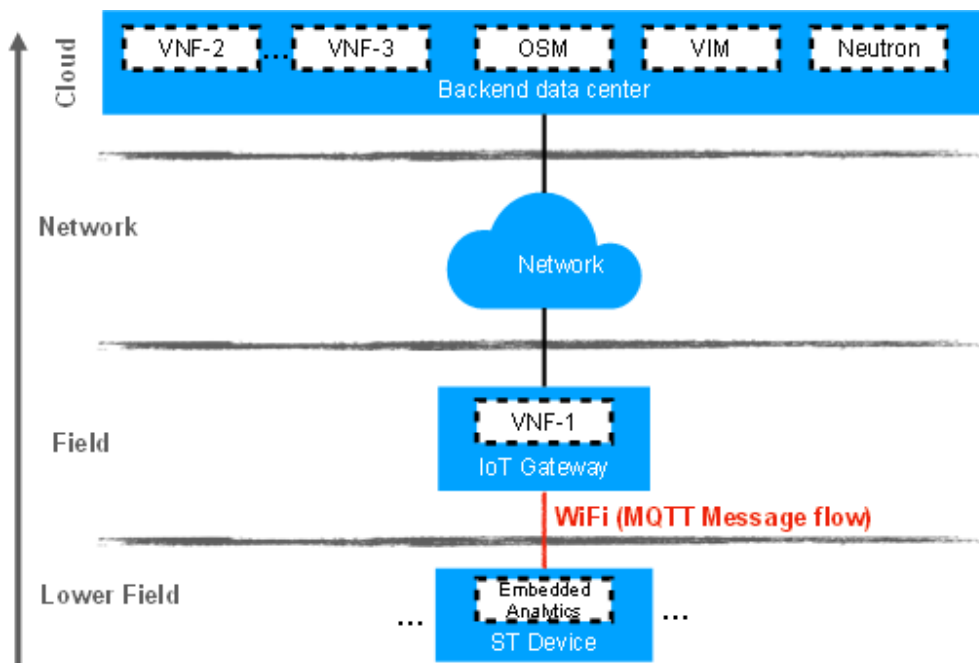 Cloud
VNF-2 ... VNF-3 OSM VIM Neutron
Backend data center
Network
Network
VNF-1
Field
IoT Gateway
WiFi (MQTT Message flow)
Lower Field
Embedded
Analytics
... ...
ST Device